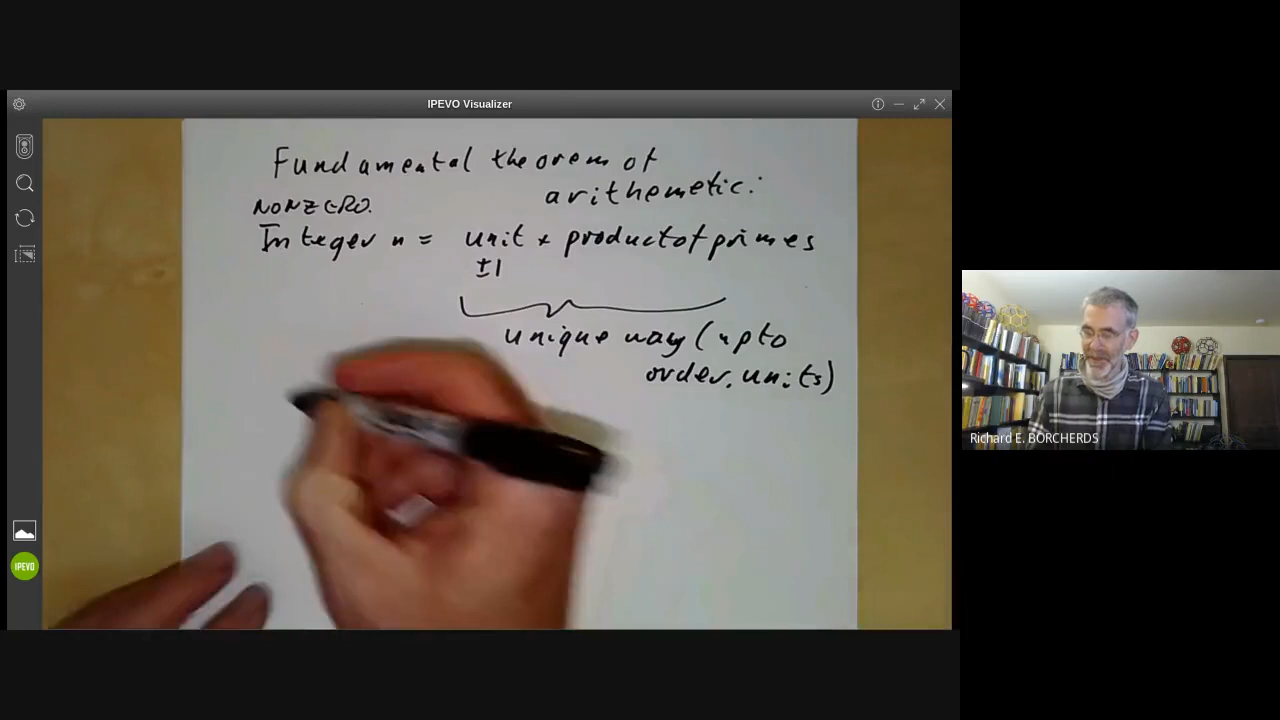 IPEVO Visualizer
Fundamental theorem of
arithemetic:
NONZERO.
Integer n = unit × product of primes
±1
unique way (up to
order, units)
IPEVO
Richard E. BORCHERDS